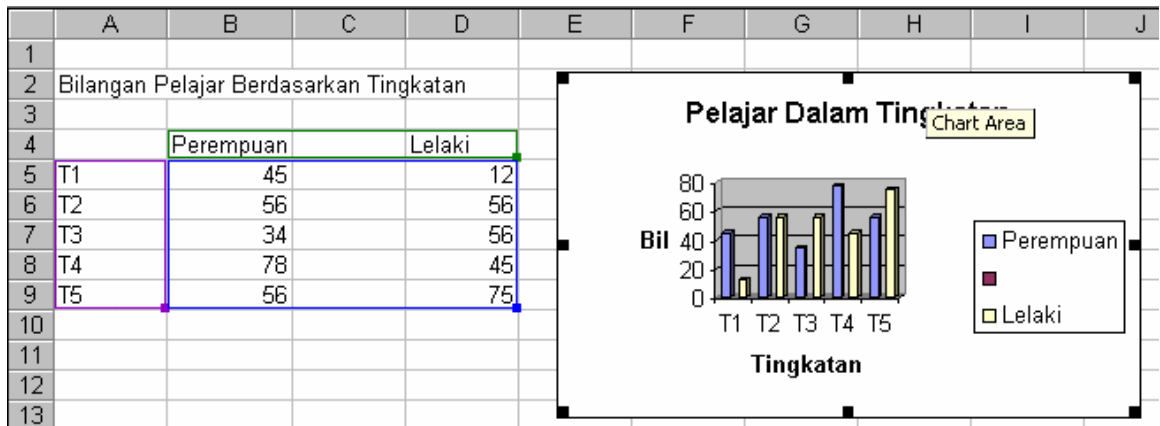 A B C D E F G H I J
1
2 Bilangan Pelajar Berdasarkan Tingkatan
3
4 Perempuan Lelaki
5 T1 45 12
6 T2 56 56
7 T3 34 56
8 T4 78 45
9 T5 56 75
10
11
12
13
Pelajar Dalam
Chart Area
80
60
Bil 40
20
0
T1 T2 T3 T4 T5
Tingkatan
Perempuan
Lelaki